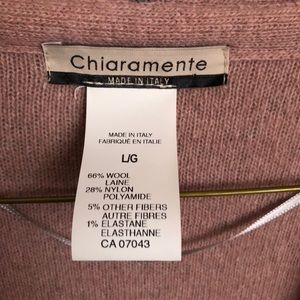 Chiaramente
MADE IN ITALY
MADE IN ITALY
FABRIQUÉ EN ITALIE
L/G
66% WOOL
LAINE
28% NYLON
POLYAMIDE
5% OTHER FIBERS
AUTRE FIBRES
1% ELASTANE
ELASTHANNE
CA 07043